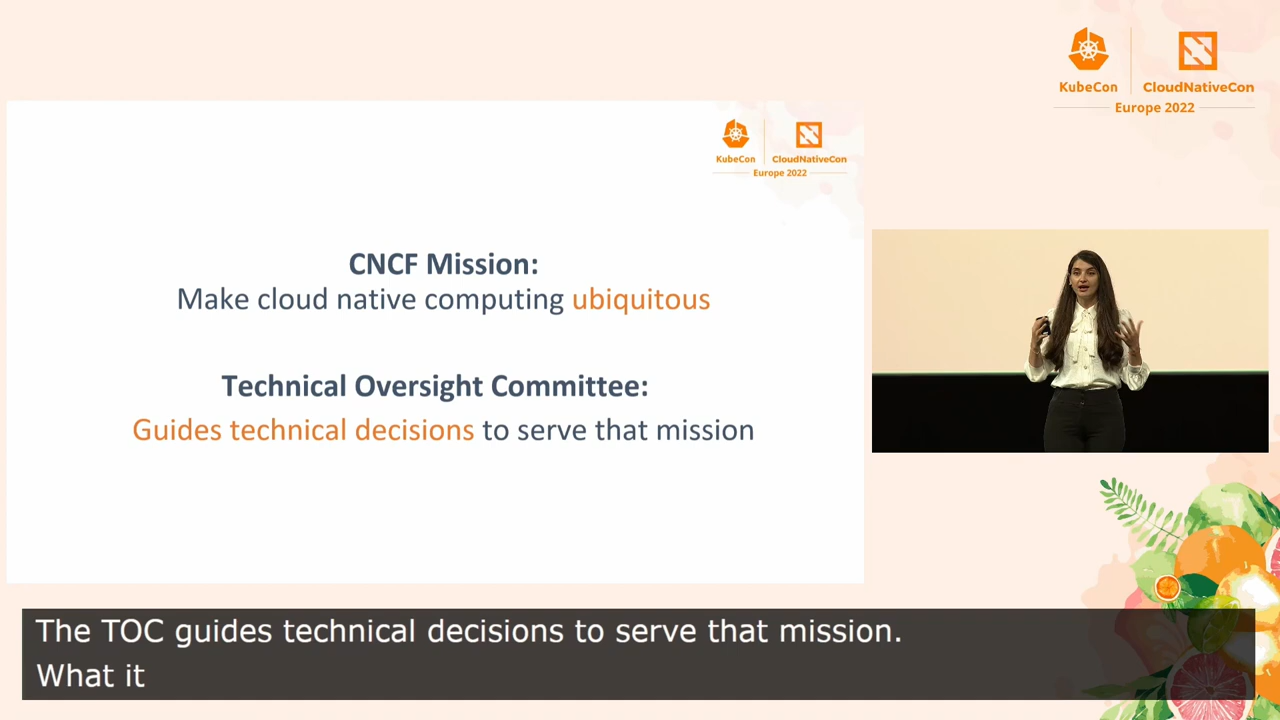 KubeCon
CloudNativeCon
Europe 2022
KubeCon
CloudNativeCon
Europe 2022
CNCF Mission:
Make cloud native computing ubiquitous
Technical Oversight Committee:
Guides technical decisions to serve that mission
The TOC guides technical decisions to serve that mission.
What it